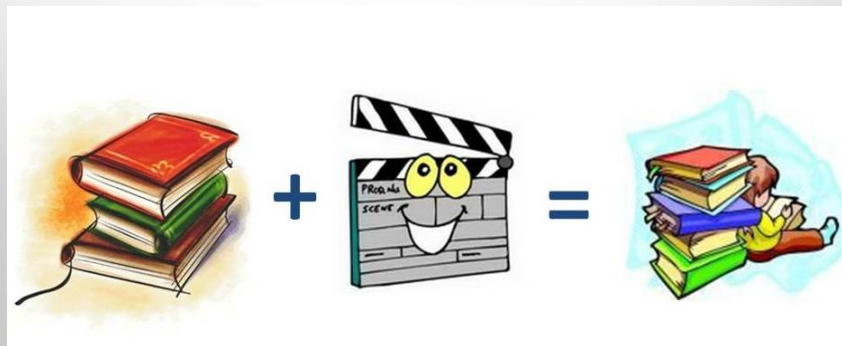 +
=
PROD. No
SCENE